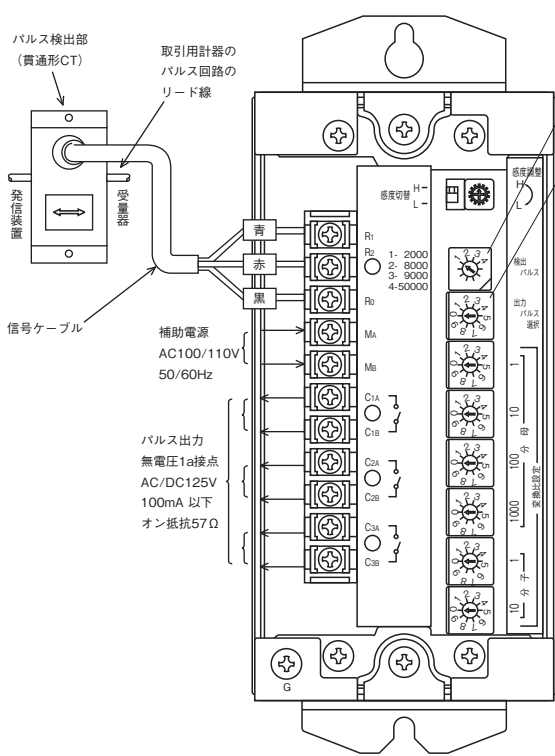 パルス検出部
（貫通形CT）
取引用計器の
パルス回路の
リード線
発信装置
受量器
信号ケーブル
青
赤
黒
補助電源
AC100/110V
50/60Hz
パルス出力
無電圧1a接点
AC/DC125V
100mA 以下
オン抵抗57Ω
感度切替
H
L
感度調整
H
L
R1
R2
R0
MA
MB
C1A
C1B
C2A
C2B
C3A
C3B
1- 2000
2- 8000
3- 9000
4-50000
検出
パルス
出力
パルス
選択
1
10
100
1000
分母
1
10
分子
変換比設定
G